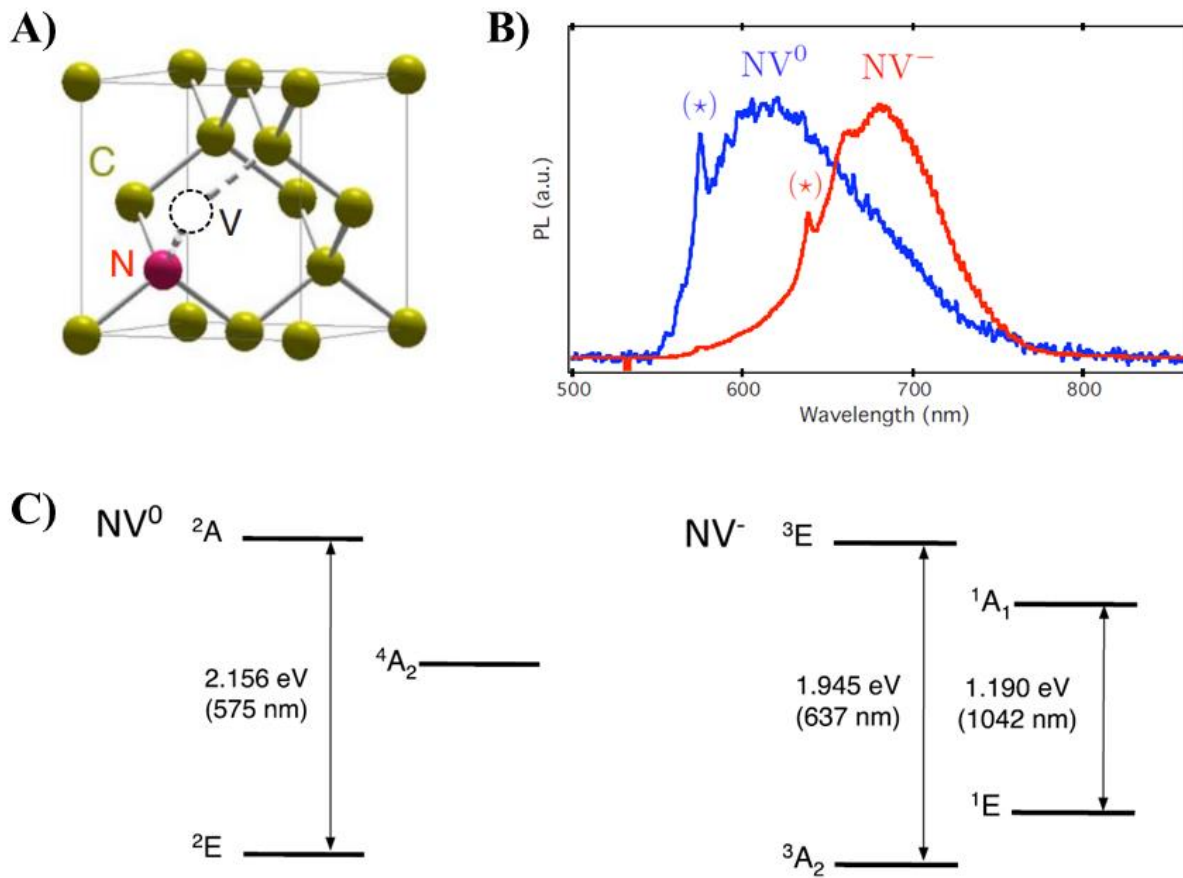 A)
C
V
N
B)
NV⁰
NV⁻
(⋆)
(⋆)
PL (a.u.)
500
600
700
800
Wavelength (nm)
C)
NV⁰
²A
⁴A₂
2.156 eV
(575 nm)
²E
NV⁻
³E
¹A₁
1.945 eV
(637 nm)
1.190 eV
(1042 nm)
¹E
³A₂